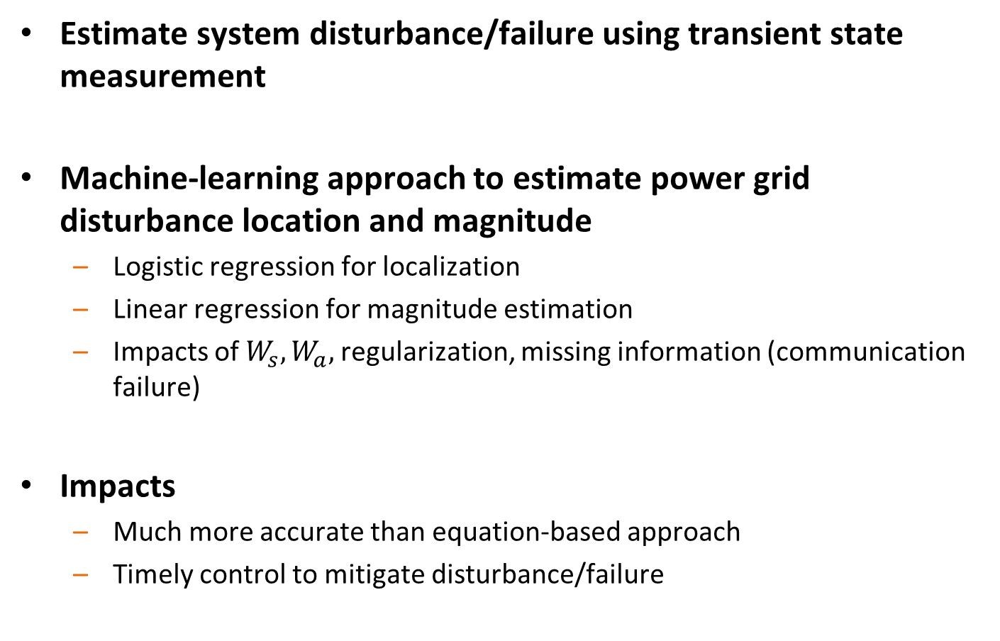 • Estimate system disturbance/failure using transient state
measurement
• Machine-learning approach to estimate power grid
disturbance location and magnitude
– Logistic regression for localization
– Linear regression for magnitude estimation
– Impacts of $W_s, W_a$, regularization, missing information (communication
failure)
• Impacts
– Much more accurate than equation-based approach
– Timely control to mitigate disturbance/failure